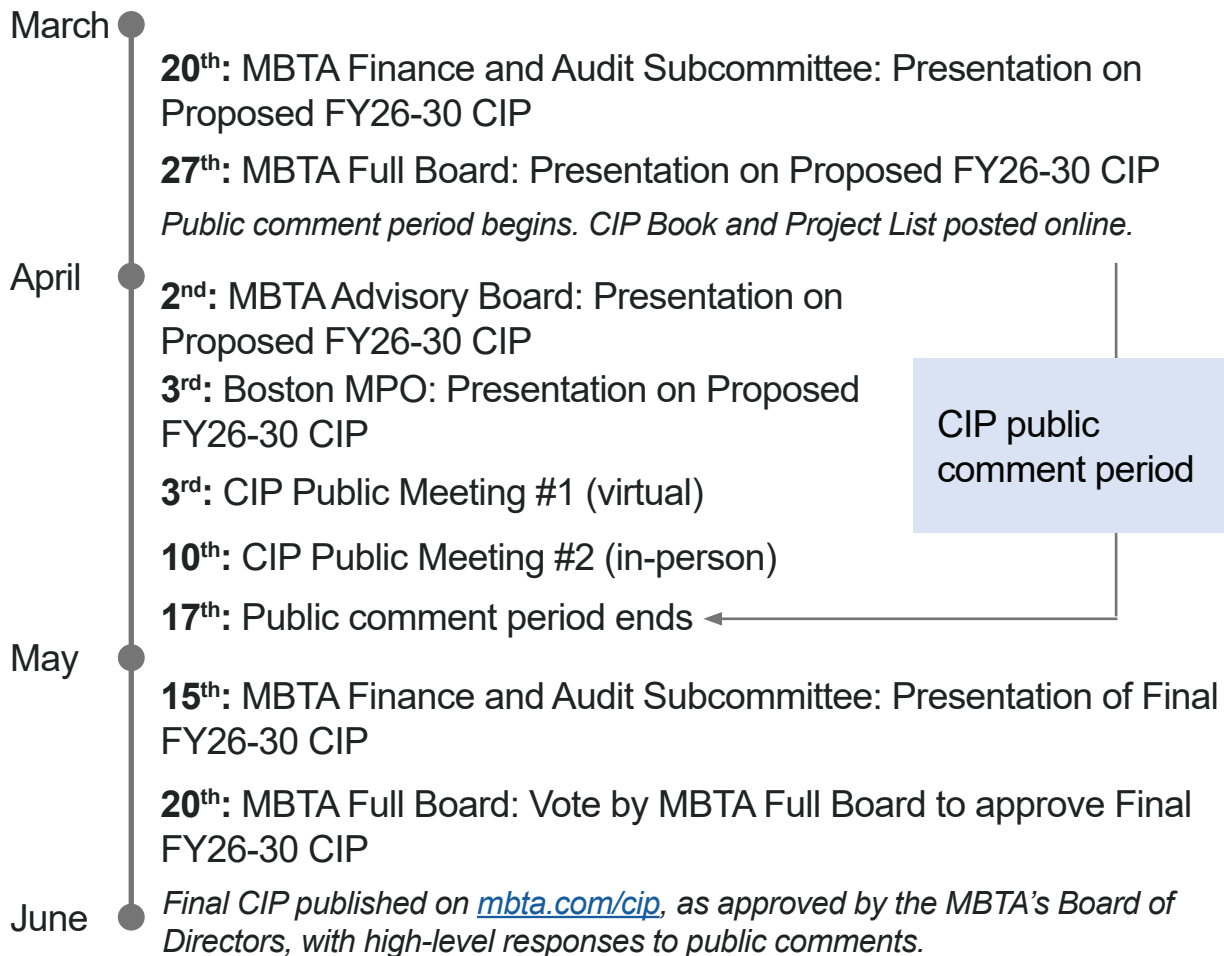 March
20th: MBTA Finance and Audit Subcommittee: Presentation on
Proposed FY26-30 CIP
27th: MBTA Full Board: Presentation on Proposed FY26-30 CIP
Public comment period begins. CIP Book and Project List posted online.
April
2nd: MBTA Advisory Board: Presentation on
Proposed FY26-30 CIP
3rd: Boston MPO: Presentation on Proposed
FY26-30 CIP
CIP public
comment period
3rd: CIP Public Meeting #1 (virtual)
10th: CIP Public Meeting #2 (in-person)
17th: Public comment period ends
May
15th: MBTA Finance and Audit Subcommittee: Presentation of Final
FY26-30 CIP
20th: MBTA Full Board: Vote by MBTA Full Board to approve Final
FY26-30 CIP
June
Final CIP published on mbta.com/cip, as approved by the MBTA's Board of
Directors, with high-level responses to public comments.